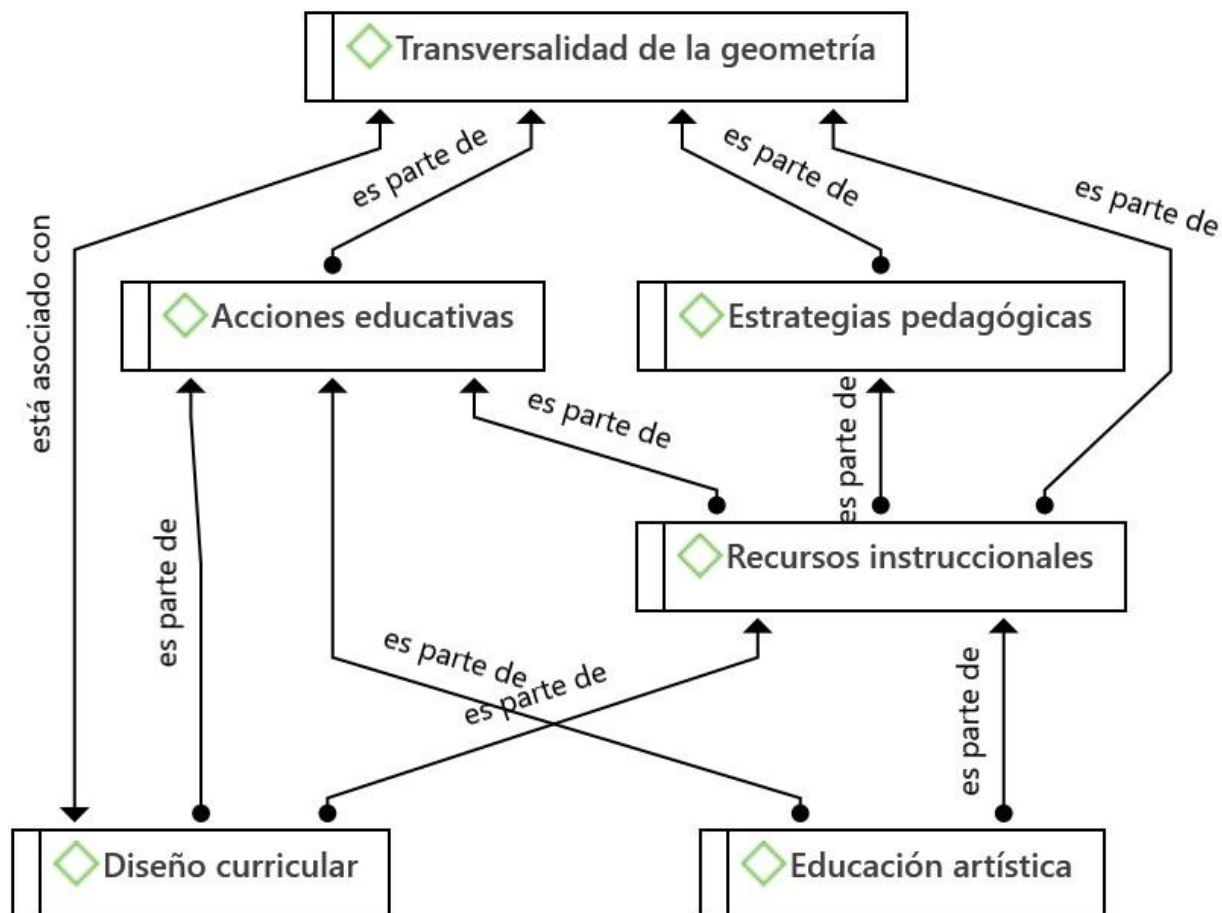 Transversalidad de la geometría
es parte de
es parte de
es parte de
está asociado con
Acciones educativas
Estrategias pedagógicas
es parte de
es parte de
Recursos instruccionales
es parte de
es parte de
es parte de
es parte de
Diseño curricular
Educación artística